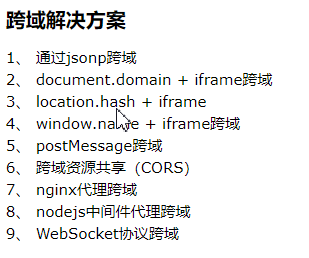 跨域解决方案
1、 通过jsonp跨域
2、 document.domain + iframe跨域
3、 location.hash + iframe
4、 window.name + iframe跨域
5、 postMessage跨域
6、 跨域资源共享（CORS）
7、 nginx代理跨域
8、 nodejs中间件代理跨域
9、 WebSocket协议跨域